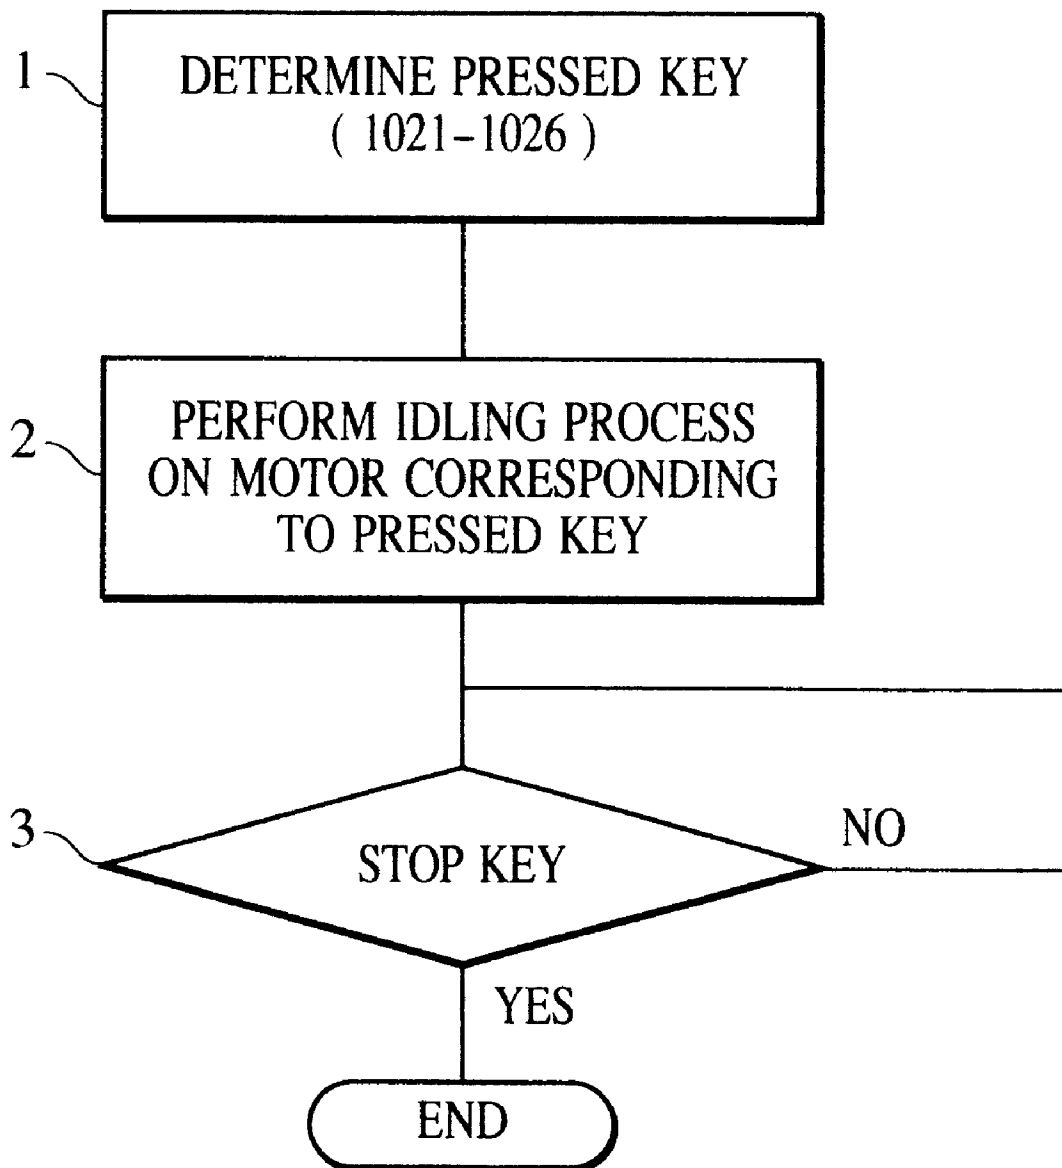 1
DETERMINE PRESSED KEY
( 1021-1026 )
2
PERFORM IDLING PROCESS
ON MOTOR CORRESPONDING
TO PRESSED KEY
3
STOP KEY
NO
YES
END